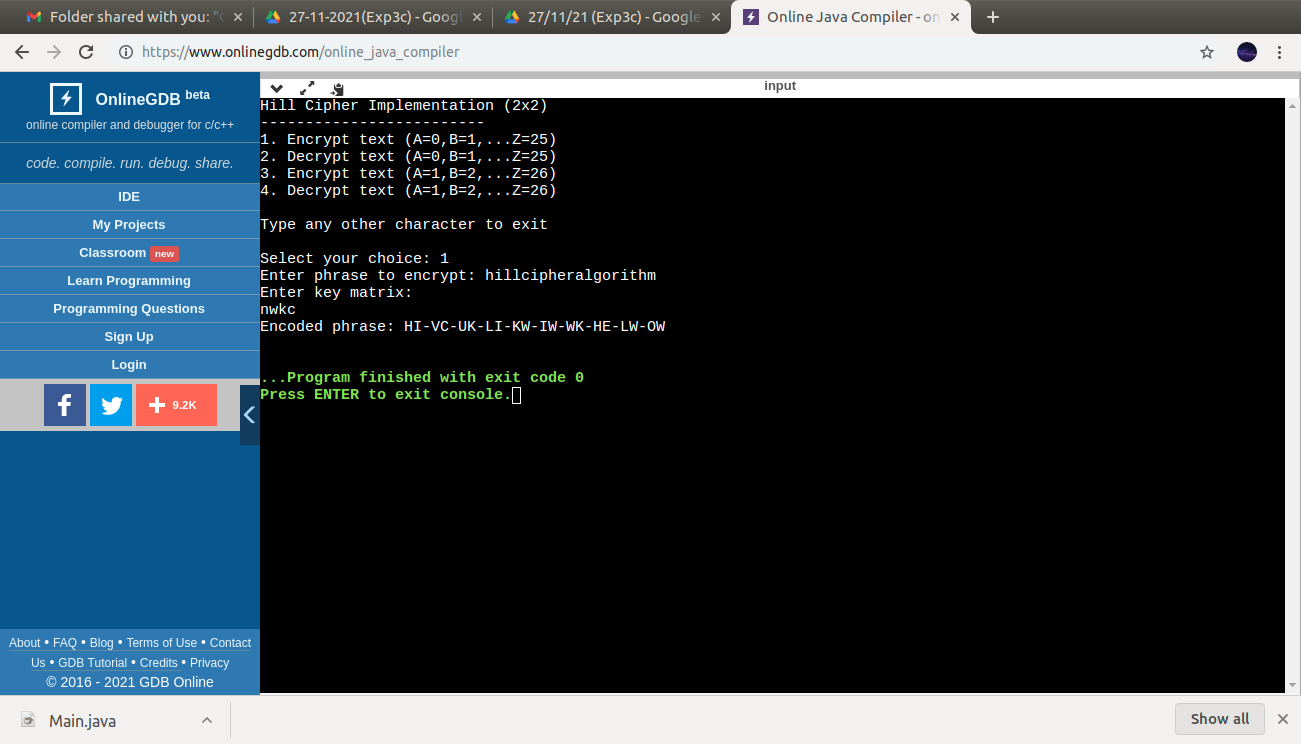 Folder shared with you: "
27-11-2021(Exp3c) - Goog
27/11/21 (Exp3c) - Google
Online Java Compiler - on
https://www.onlinegdb.com/online_java_compiler
OnlineGDB beta
online compiler and debugger for c/c++
code. compile. run. debug. share.
IDE
My Projects
Classroom new
Learn Programming
Programming Questions
Sign Up
Login
9.2K
About • FAQ • Blog • Terms of Use • Contact
Us • GDB Tutorial • Credits • Privacy
© 2016 - 2021 GDB Online
input
Hill Cipher Implementation (2x2)
-------------------------
1. Encrypt text (A=0,B=1,...Z=25)
2. Decrypt text (A=0,B=1,...Z=25)
3. Encrypt text (A=1,B=2,...Z=26)
4. Decrypt text (A=1,B=2,...Z=26)
Type any other character to exit
Select your choice: 1
Enter phrase to encrypt: hillcipheralgorithm
Enter key matrix:
nwkc
Encoded phrase: HI-VC-UK-LI-KW-IW-WK-HE-LW-OW
...Program finished with exit code 0
Press ENTER to exit console.
Main.java
Show all